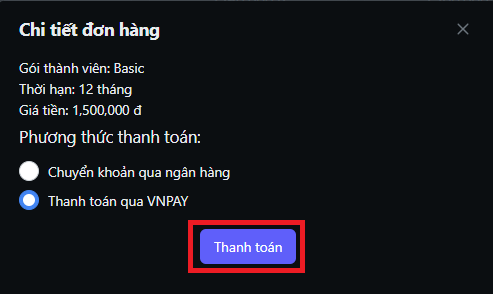 Chi tiết đơn hàng
Gói thành viên: Basic
Thời hạn: 12 tháng
Giá tiền: 1,500,000 đ
Phương thức thanh toán:
Chuyển khoản qua ngân hàng
Thanh toán qua VNPAY
Thanh toán